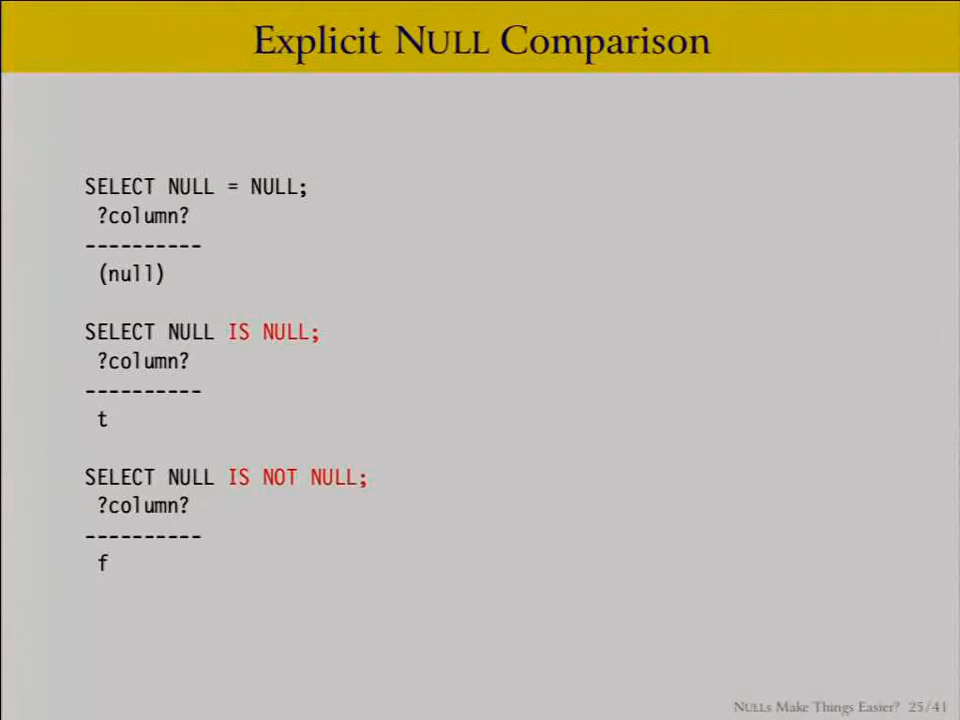 Explicit NULL Comparison
SELECT NULL = NULL;
?column?
----------
(null)
SELECT NULL IS NULL;
?column?
----------
t
SELECT NULL IS NOT NULL;
?column?
----------
f
NULLs Make Things Easier? 25/41